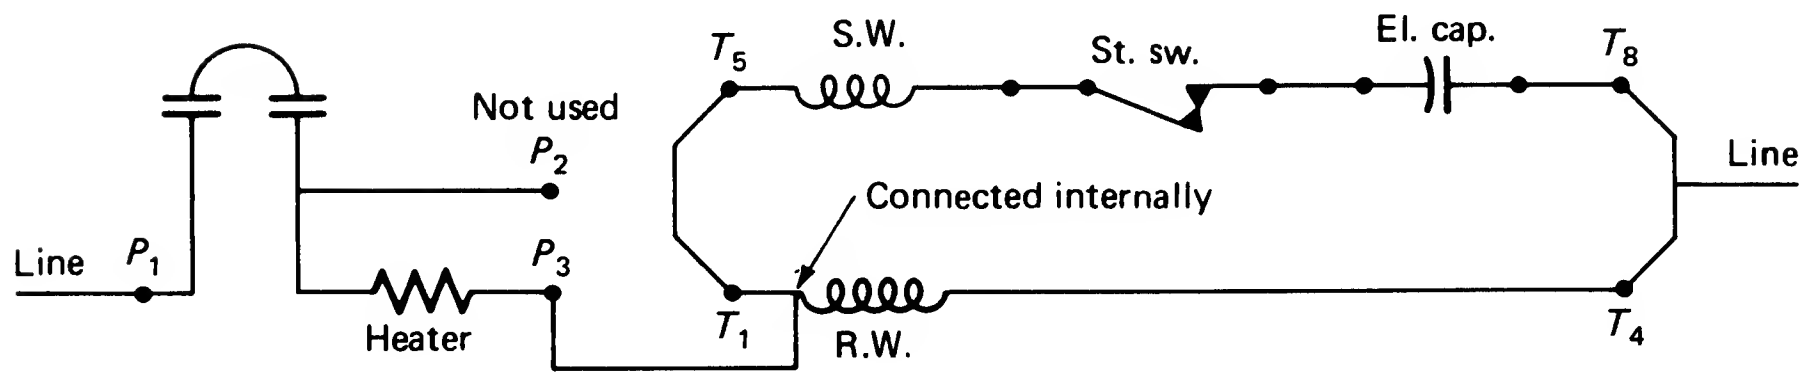 S.W.
El. cap.
T5
St. sw.
T8
Not used
P2
Line
Connected internally
Line
P1
P3
Heater
T1
R.W.
T4